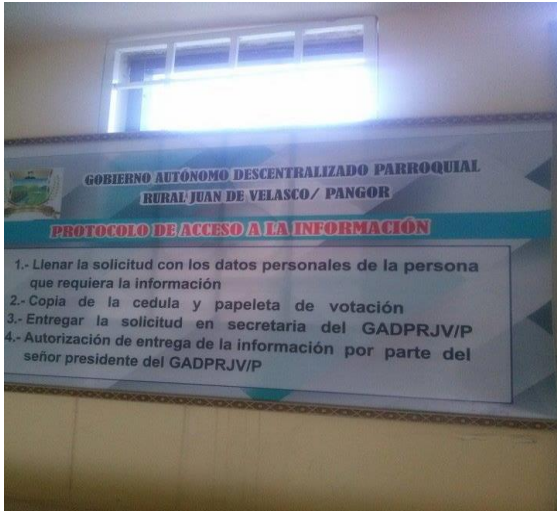 GOBIERNO AUTÓNOMO DESCENTRALIZADO PARROQUIAL
RURAL JUAN DE VELASCO/ PANGOR
PROTOCOLO DE ACCESO A LA INFORMACIÓN
1.- Llenar la solicitud con los datos personales de la persona
que requiera la información
2.- Copia de la cedula y papeleta de votación
3.- Entregar la solicitud en secretaria del GADPRJV/P
4.- Autorización de entrega de la información por parte del
señor presidente del GADPRJV/P